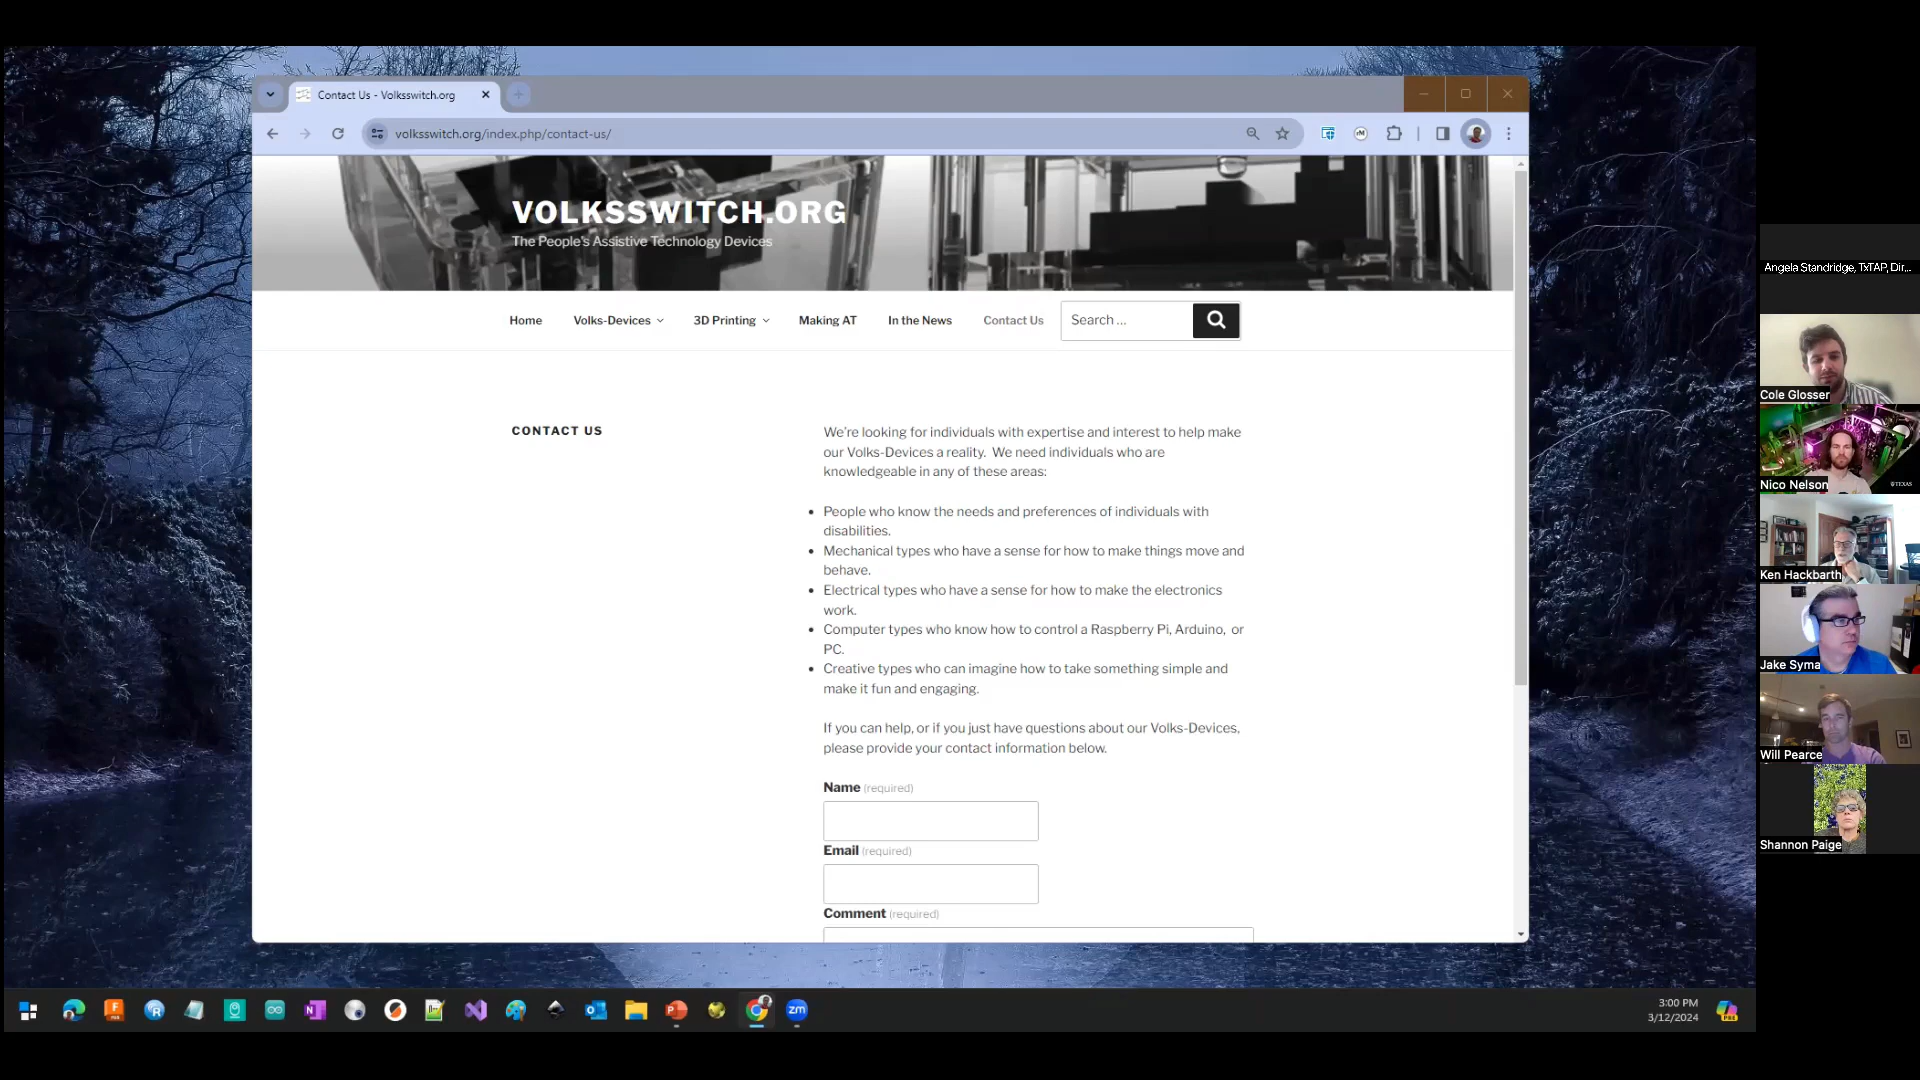 Contact Us - Volksswitch.org
volksswitch.org/index.php/contact-us/
VOLKSSWITCH.ORG
The People's Assistive Technology Devices
Home
Volks-Devices
3D Printing
Making AT
In the News
Contact Us
Search ...
CONTACT US
We're looking for individuals with expertise and interest to help make
our Volks-Devices a reality.  We need individuals who are
knowledgeable in any of these areas:
People who know the needs and preferences of individuals with
disabilities.
Mechanical types who have a sense for how to make things move and
behave.
Electrical types who have a sense for how to make the electronics
work.
Computer types who know how to control a Raspberry Pi, Arduino,  or
PC.
Creative types who can imagine how to take something simple and
make it fun and engaging.
If you can help, or if you just have questions about our Volks-Devices,
please provide your contact information below.
Name (required)
Email (required)
Comment (required)
Angela Standridge, TxTAP, Dir...
Cole Glosser
Nico Nelson
TEXAS
Ken Hackbarth
Jake Syma
Will Pearce
Shannon Paige
zm
3:00 PM
3/12/2024